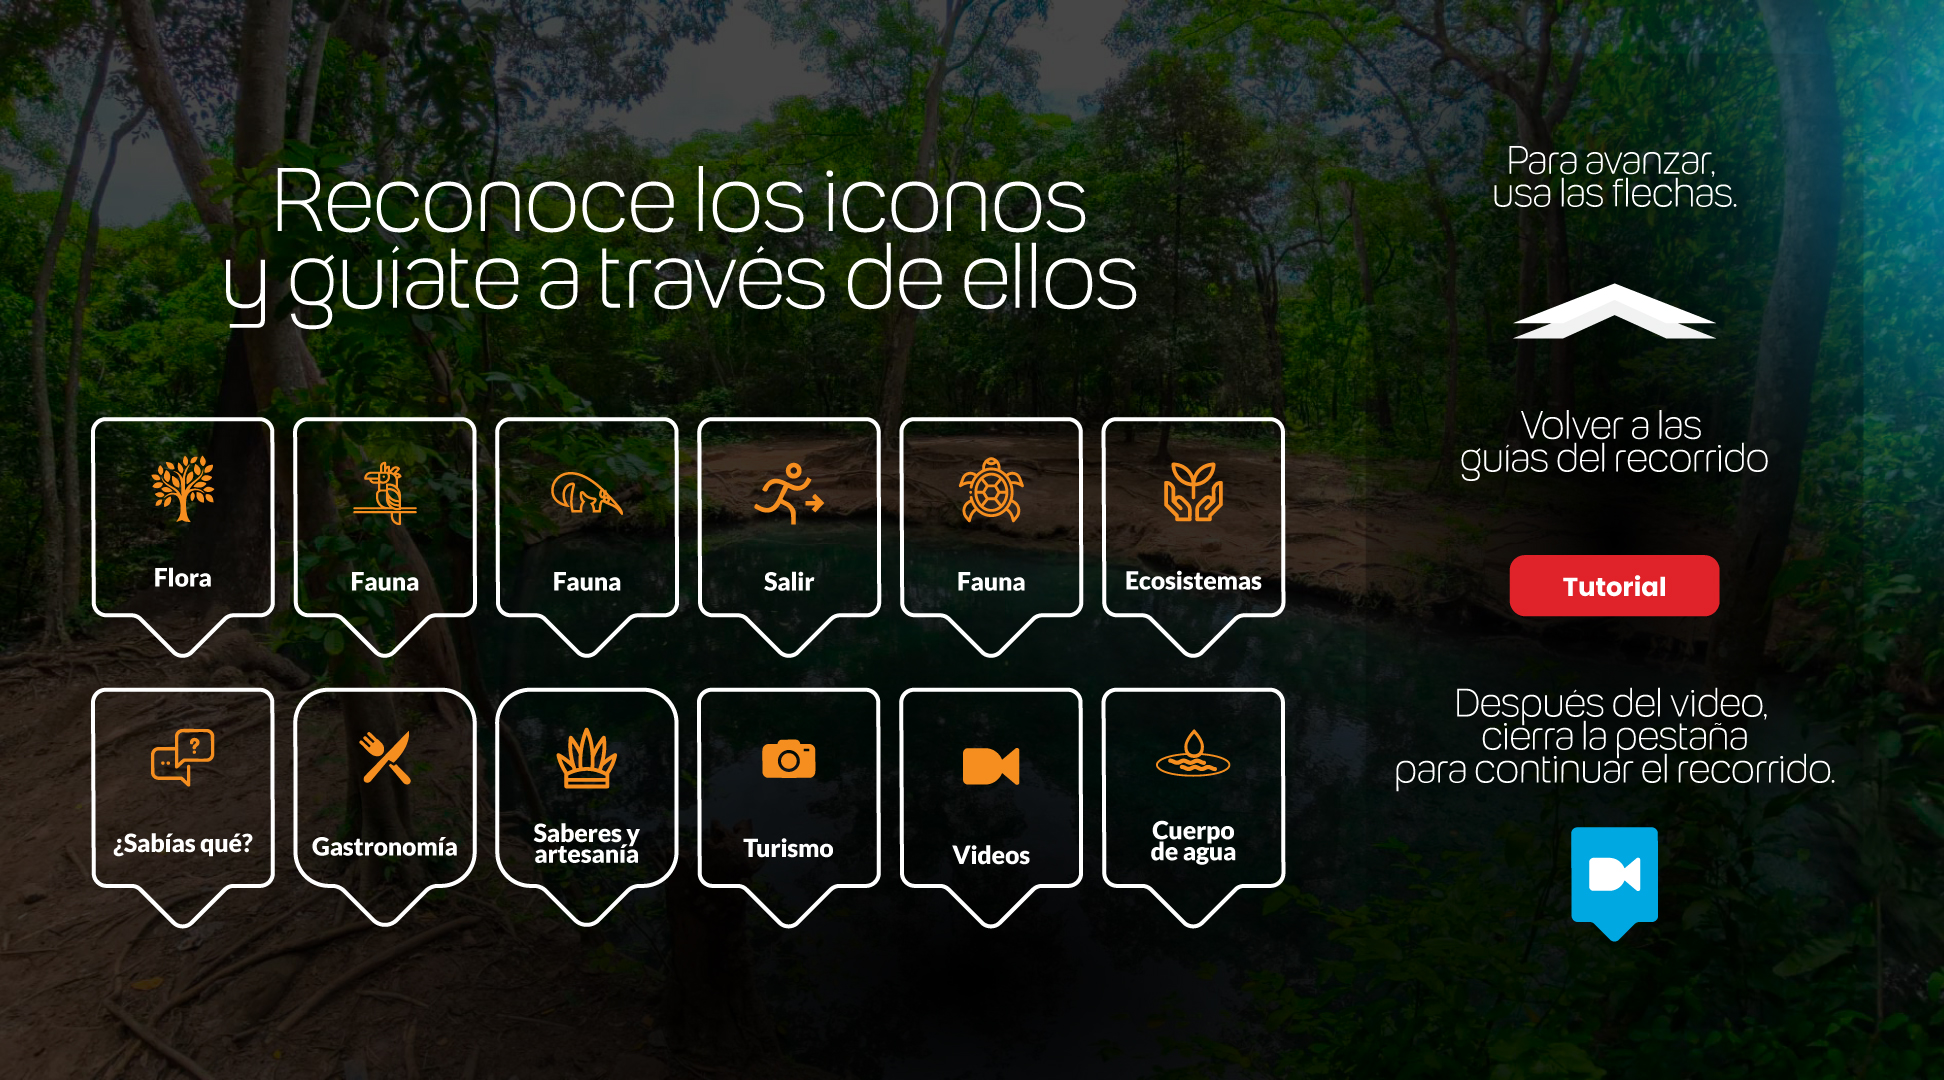 Reconoce los iconos
y guíate a través de ellos
Flora
Fauna
Fauna
Salir
Fauna
Ecosistemas
¿Sabías qué?
Gastronomía
Saberes y
artesanía
Turismo
Videos
Cuerpo
de agua
Para avanzar,
usa las flechas.
Volver a las
guías del recorrido
Tutorial
Después del video,
cierra la pestaña
para continuar el recorrido.